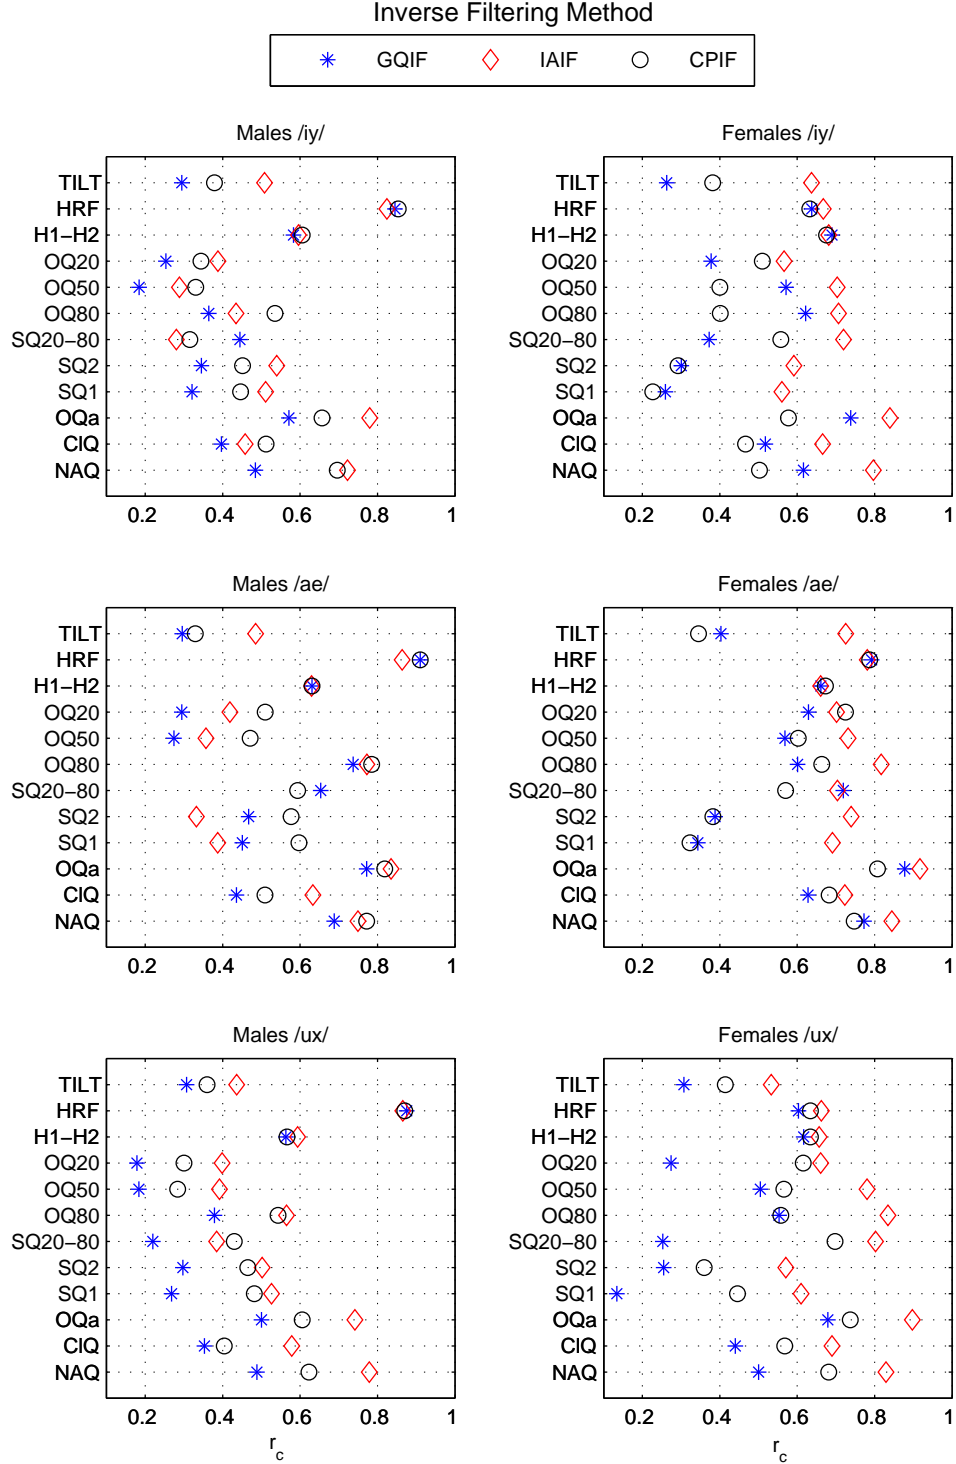 Inverse Filtering Method
GQIF IAIF CPIF
Males /iy/
TILT
HRF
H1−H2
OQ20
OQ50
OQ80
SQ20−80
SQ2
SQ1
OQa
ClQ
NAQ
0.2 0.4 0.6 0.8 1
Females /iy/
TILT
HRF
H1−H2
OQ20
OQ50
OQ80
SQ20−80
SQ2
SQ1
OQa
ClQ
NAQ
0.2 0.4 0.6 0.8 1
Males /ae/
TILT
HRF
H1−H2
OQ20
OQ50
OQ80
SQ20−80
SQ2
SQ1
OQa
ClQ
NAQ
0.2 0.4 0.6 0.8 1
Females /ae/
TILT
HRF
H1−H2
OQ20
OQ50
OQ80
SQ20−80
SQ2
SQ1
OQa
ClQ
NAQ
0.2 0.4 0.6 0.8 1
Males /ux/
TILT
HRF
H1−H2
OQ20
OQ50
OQ80
SQ20−80
SQ2
SQ1
OQa
ClQ
NAQ
0.2 0.4 0.6 0.8 1
r_c
Females /ux/
TILT
HRF
H1−H2
OQ20
OQ50
OQ80
SQ20−80
SQ2
SQ1
OQa
ClQ
NAQ
0.2 0.4 0.6 0.8 1
r_c